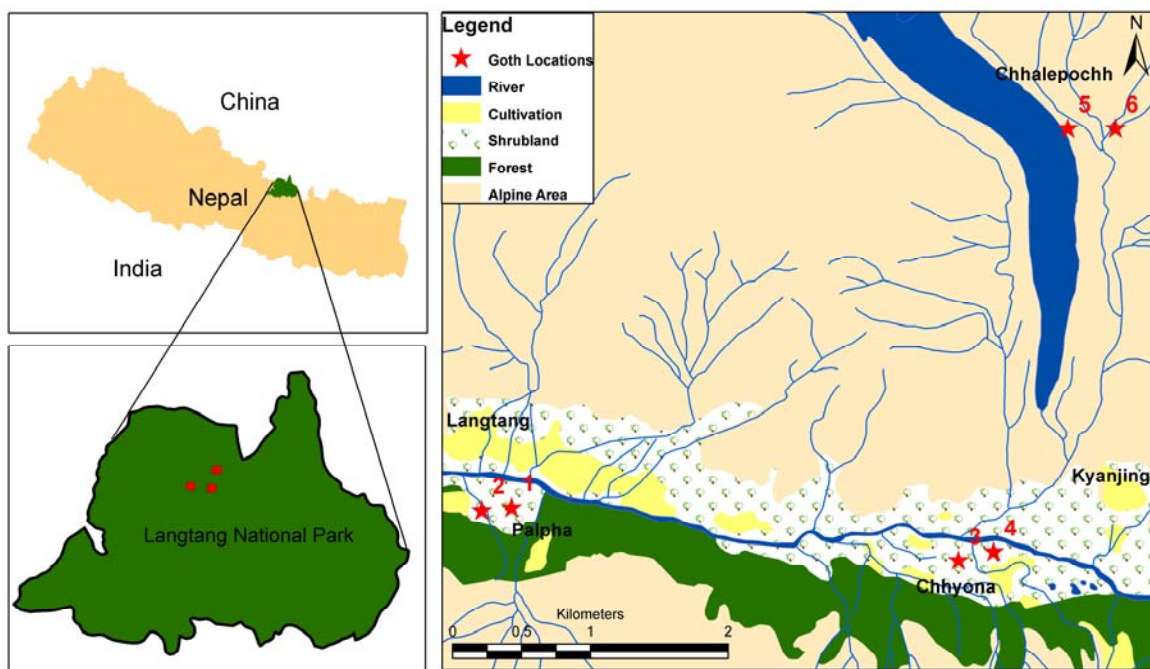 China
Nepal
India
Langtang National Park
Legend
Goth Locations
River
Cultivation
Shrubland
Forest
Alpine Area
N
Chhalepochh
5 6
Langtang
Kyanjing
2 1
Palpha
3 4
Chhyona
Kilometers
0 0.5 1 2